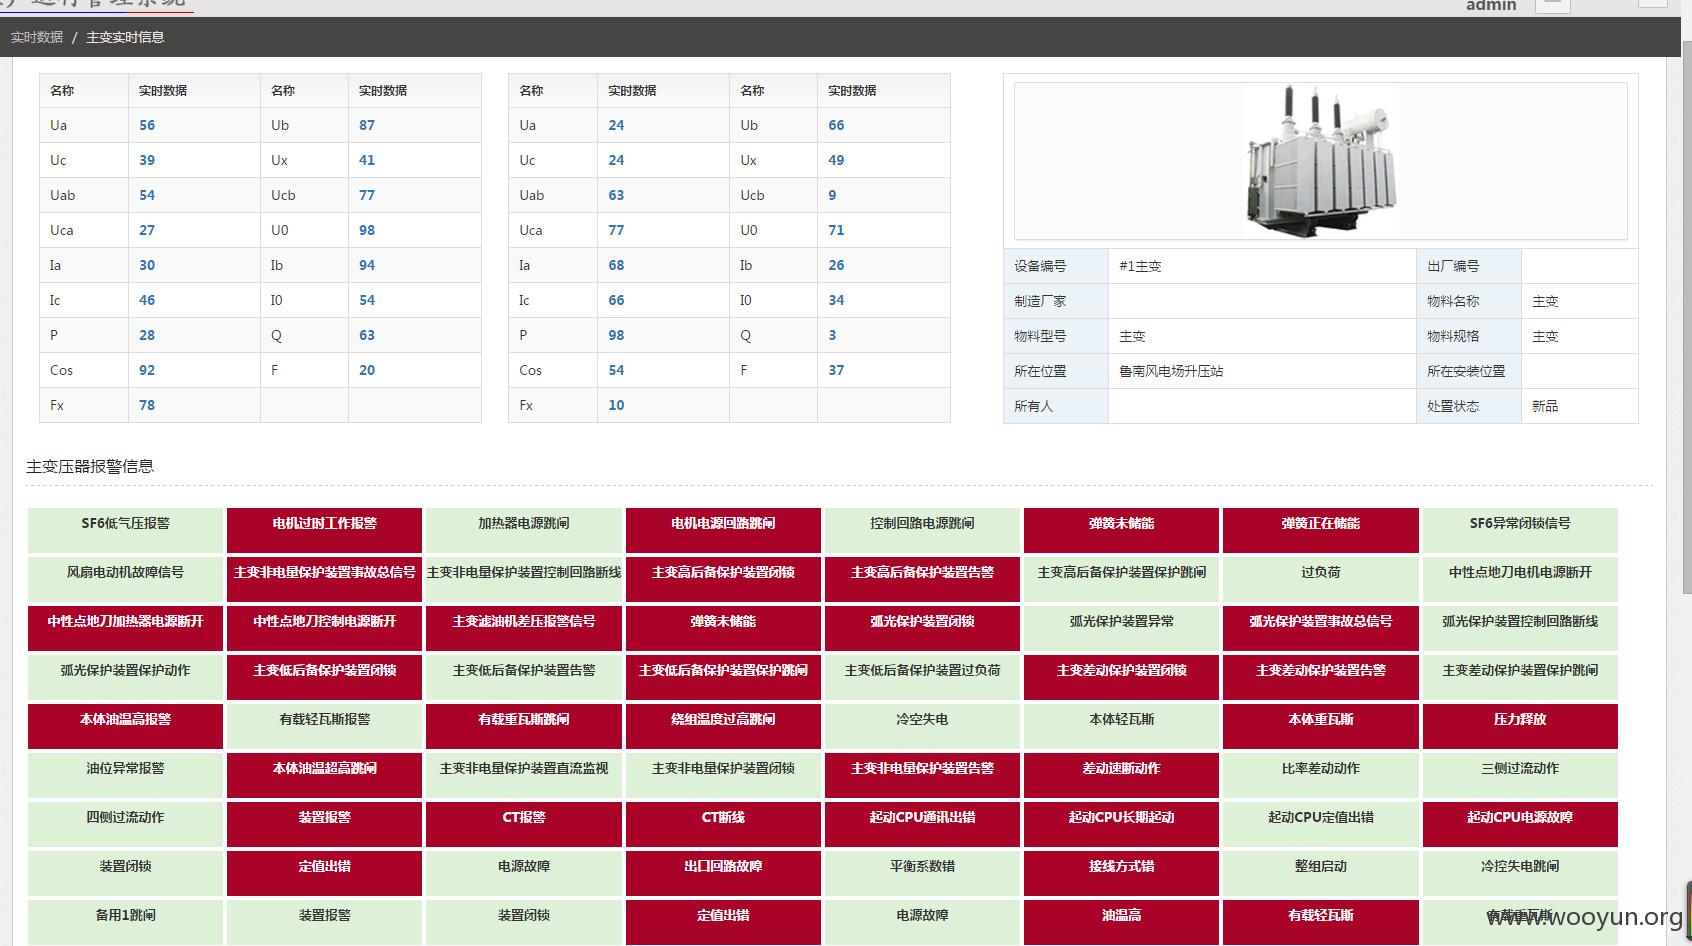 运行管理系统
admin
实时数据 / 主变实时信息
名称 实时数据 名称 实时数据
Ua 56 Ub 87
Uc 39 Ux 41
Uab 54 Ucb 77
Uca 27 U0 98
Ia 30 Ib 94
Ic 46 I0 54
P 28 Q 63
Cos 92 F 20
Fx 78
名称 实时数据 名称 实时数据
Ua 24 Ub 66
Uc 24 Ux 49
Uab 63 Ucb 9
Uca 77 U0 71
Ia 68 Ib 26
Ic 66 I0 34
P 98 Q 3
Cos 54 F 37
Fx 10
设备编号 #1主变 出厂编号
制造厂家 物料名称 主变
物料型号 主变 物料规格 主变
所在位置 鲁南风电场升压站 所在安装位置
所有人 处置状态 新品
主变压器报警信息
SF6低气压报警 电机过时工作报警 加热器电源跳闸 电机电源回路跳闸 控制回路电源跳闸 弹簧未储能 弹簧正在储能 SF6异常闭锁信号
风扇电动机故障信号 主变非电量保护装置事故总信号 主变非电量保护装置控制回路断线 主变高后备保护装置闭锁 主变高后备保护装置告警 主变高后备保护装置保护跳闸 过负荷 中性点地刀电机电源断开
中性点地刀加热器电源断开 中性点地刀控制电源断开 主变滤油机差压报警信号 弹簧未储能 弧光保护装置闭锁 弧光保护装置异常 弧光保护装置事故总信号 弧光保护装置控制回路断线
弧光保护装置保护动作 主变低后备保护装置闭锁 主变低后备保护装置告警 主变低后备保护装置保护跳闸 主变低后备保护装置过负荷 主变差动保护装置闭锁 主变差动保护装置告警 主变差动保护装置保护跳闸
本体油温高报警 有载轻瓦斯报警 有载重瓦斯跳闸 绕组温度过高跳闸 冷空失电 本体轻瓦斯 本体重瓦斯 压力释放
油位异常报警 本体油温超高跳闸 主变非电量保护装置直流监视 主变非电量保护装置闭锁 主变非电量保护装置告警 差动速断动作 比率差动动作 三侧过流动作
四侧过流动作 装置报警 CT报警 CT断线 起动CPU通讯出错 起动CPU长期起动 起动CPU定值出错 起动CPU电源故障
装置闭锁 定值出错 电源故障 出口回路故障 平衡系数错 接线方式错 整组启动 冷控失电跳闸
备用1跳闸 装置报警 装置闭锁 定值出错 电源故障 油温高 有载轻瓦斯 有载重瓦斯
www.wooyun.org